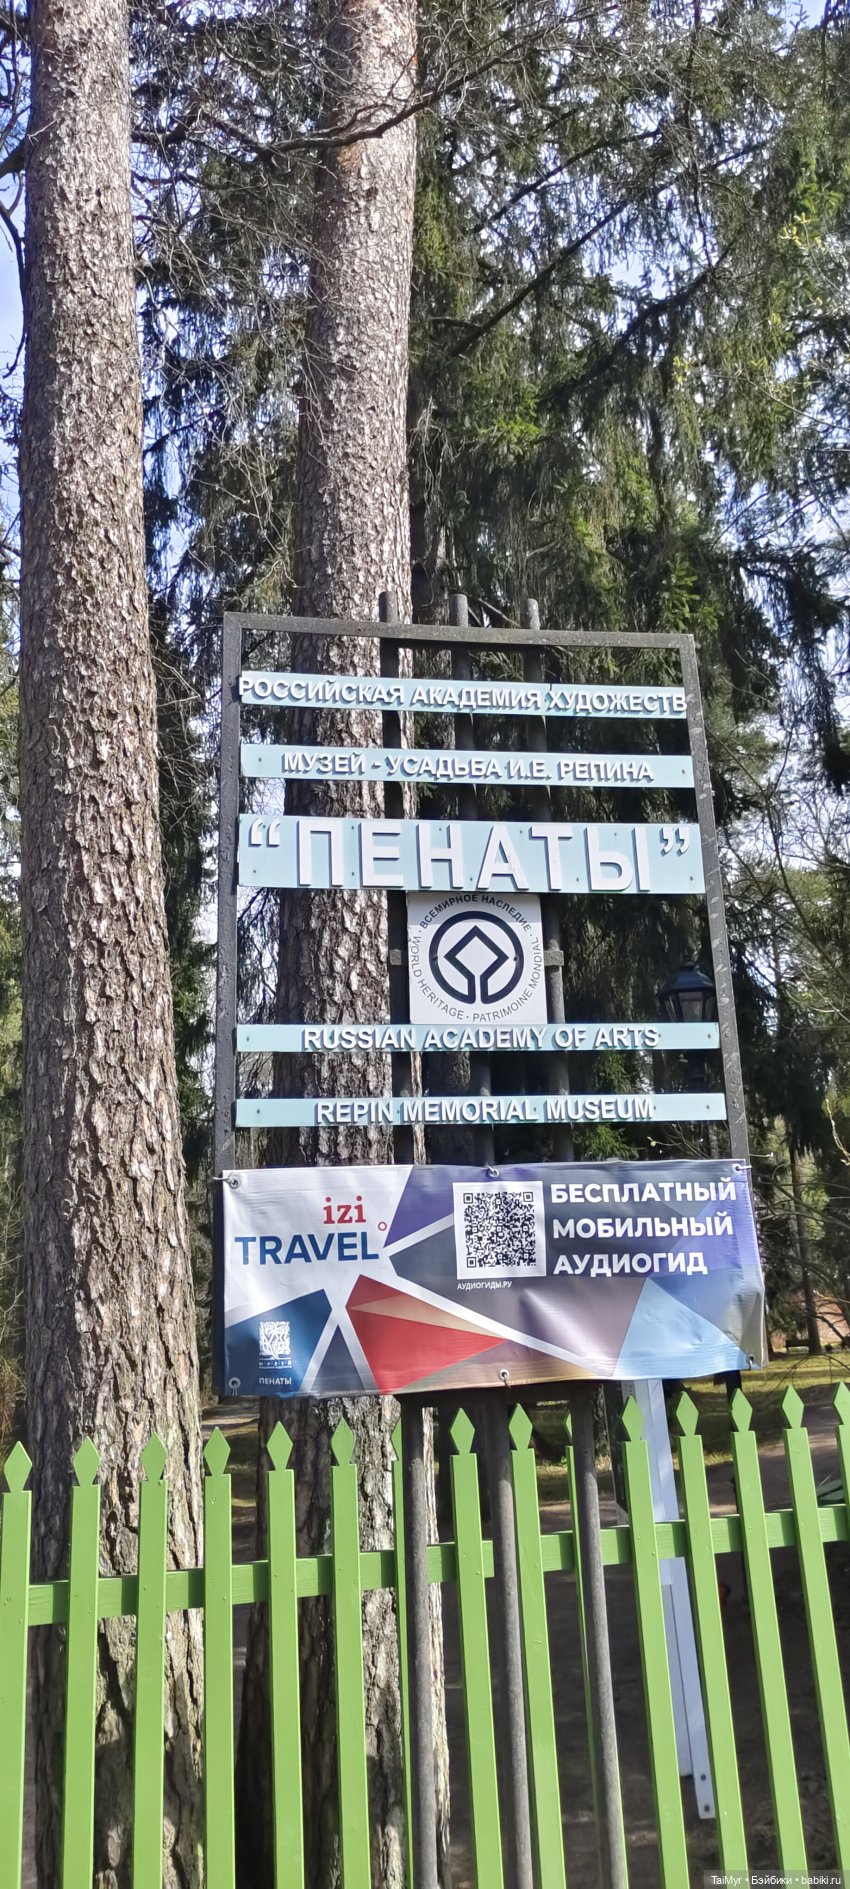 РОССИЙСКАЯ АКАДЕМИЯ ХУДОЖЕСТВ
МУЗЕЙ - УСАДЬБА И.Е. РЕПИНА
“ПЕНАТЫ”
· ВСЕМИРНОЕ НАСЛЕДИЕ ·
WORLD HERITAGE · PATRIMOINE MONDIAL
RUSSIAN ACADEMY OF ARTS
REPIN MEMORIAL MUSEUM
izi
TRAVEL
БЕСПЛАТНЫЙ
МОБИЛЬНЫЙ
АУДИОГИД
АУДИОГИДЫ.РУ
МУЗЕЙ
ПЕНАТЫ
TaiMyr • Бэйбики • babiki.ru